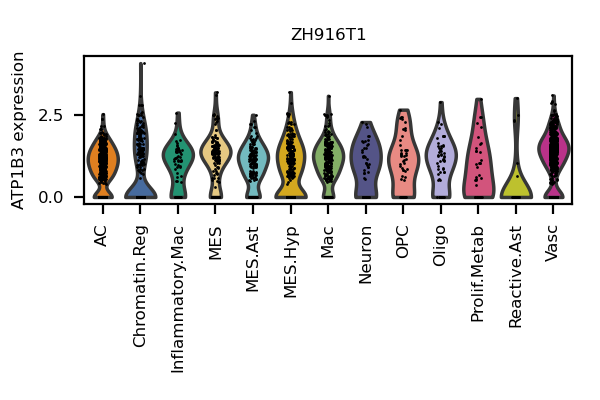 ZH916T1
ATP1B3 expression
2.5
0.0
AC
Chromatin.Reg
Inflammatory.Mac
MES
MES.Ast
MES.Hyp
Mac
Neuron
OPC
Oligo
Prolif.Metab
Reactive.Ast
Vasc